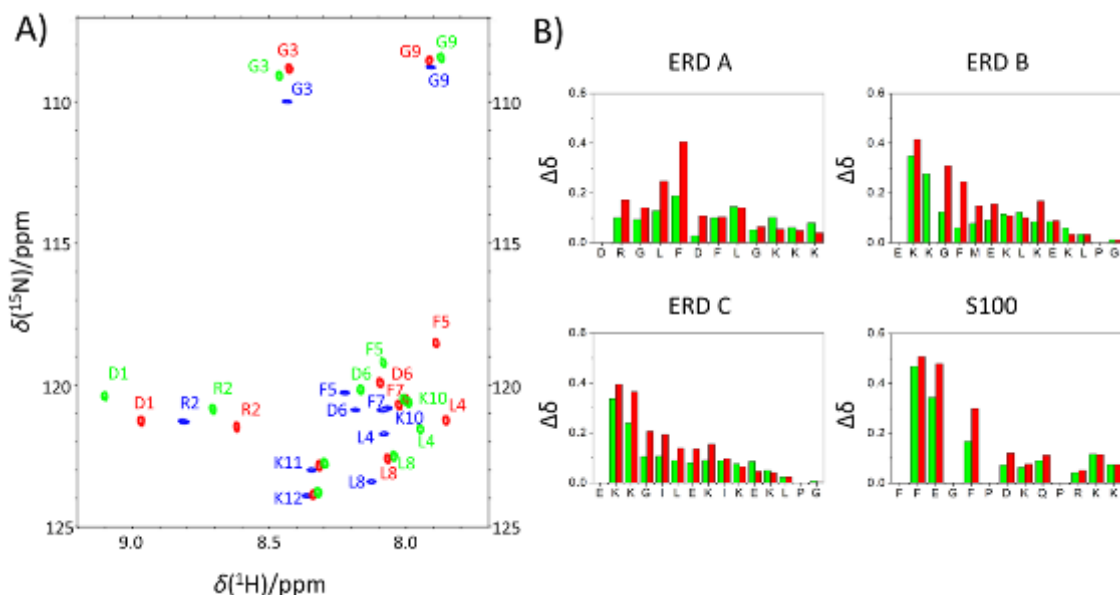 A)
G3
G3
G3
G9
G9
G9
110
110
115
115
120
120
125
125
D1
D1
R2
R2
R2
F5
F5
F5
D6
D6
D6
F7
F7
K10
K10
L4
L4
L4
L8
L8
L8
K11
K12
9.0
8.5
8.0
δ(¹⁵N)/ppm
δ(¹H)/ppm
B)
ERD A
ERD B
0.6
0.4
0.2
0.0
Δδ
D R G L F D F L G K K K
0.6
0.4
0.2
0.0
Δδ
E K K G F M E K L K E K L P G
ERD C
S100
0.6
0.4
0.2
0.0
Δδ
E K K G I L E K I K E K L P G
0.6
0.4
0.2
0.0
Δδ
F F E G F P D K Q P R K K